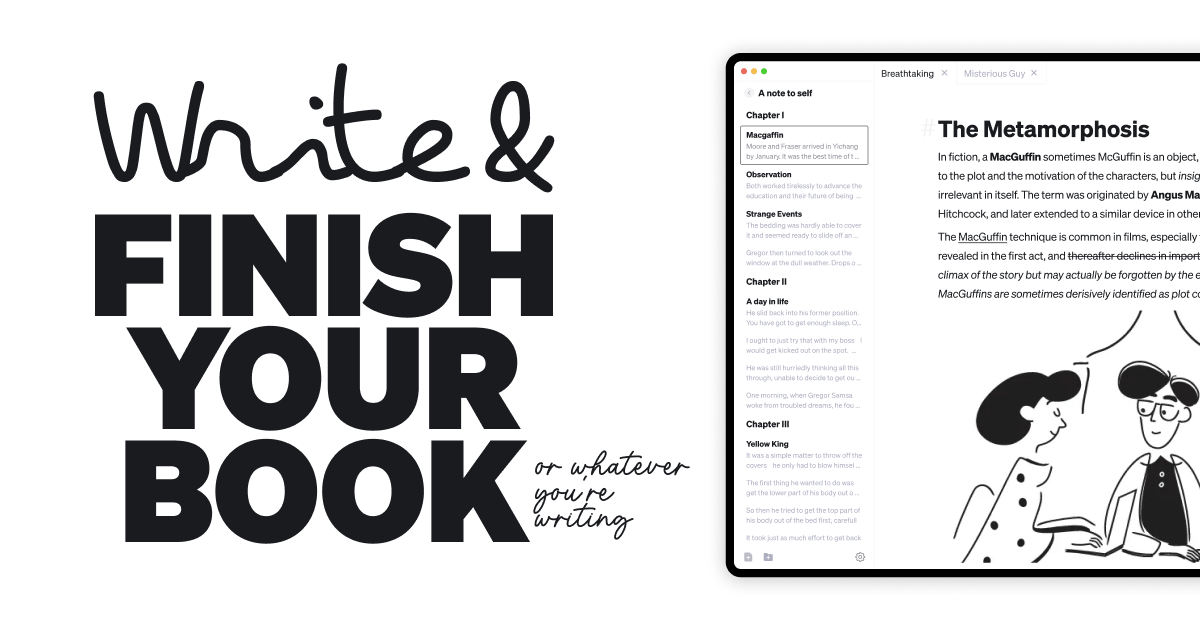 Write &
FINISH
YOUR
BOOK
or whatever
you're
writing
A note to self
Chapter I
Macgaffin
Moore and Fraser arrived in Yichang
by January. It was the best time of t ...
Observation
Both worked tirelessly to advance the
education and their future of being ...
Strange Events
The bedding was hardly able to cover
it and seemed ready to slide off an ...
Gregor then turned to look out the
window at the dull weather. Drops o ...
Chapter II
A day in life
He slid back into his former position.
You have got to get enough sleep. O...
I ought to just try that with my boss I
would get kicked out on the spot. ...
He was still hurriedly thinking all this
through, unable to decide to get ou ...
One morning, when Gregor Samsa
woke from troubled dreams, he fou ...
Chapter III
Yellow King
It was a simple matter to throw off the
covers he only had to blow himsel ...
The first thing he wanted to do was
get the lower part of his body out o ...
So then he tried to get the top part of
his body out of the bed first, carefull
It took just as much effort to get back
Breathtaking
Misterious Guy
# The Metamorphosis
In fiction, a MacGuffin sometimes McGuffin is an object,
to the plot and the motivation of the characters, but insig
irrelevant in itself. The term was originated by Angus Ma
Hitchcock, and later extended to a similar device in other
The MacGuffin technique is common in films, especially
revealed in the first act, and thereafter declines in import
climax of the story but may actually be forgotten by the e
MacGuffins are sometimes derisively identified as plot co